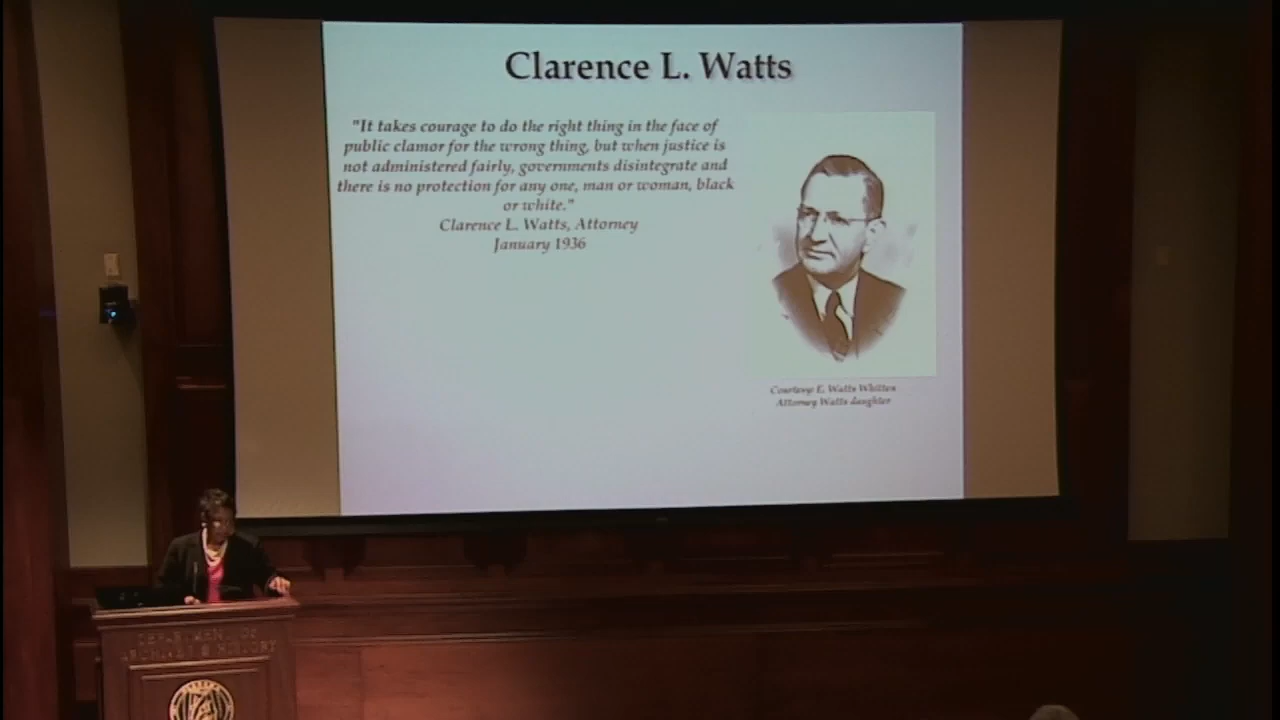 Clarence L. Watts
"It takes courage to do the right thing in the face of
public clamor for the wrong thing, but when justice is
not administered fairly, governments disintegrate and
there is no protection for any one, man or woman, black
or white."
Clarence L. Watts, Attorney
January 1936
Courtesy: E. Watts Whitten
Attorney Watts daughter
DEPARTMENT OF
ARCHIVES & HISTORY